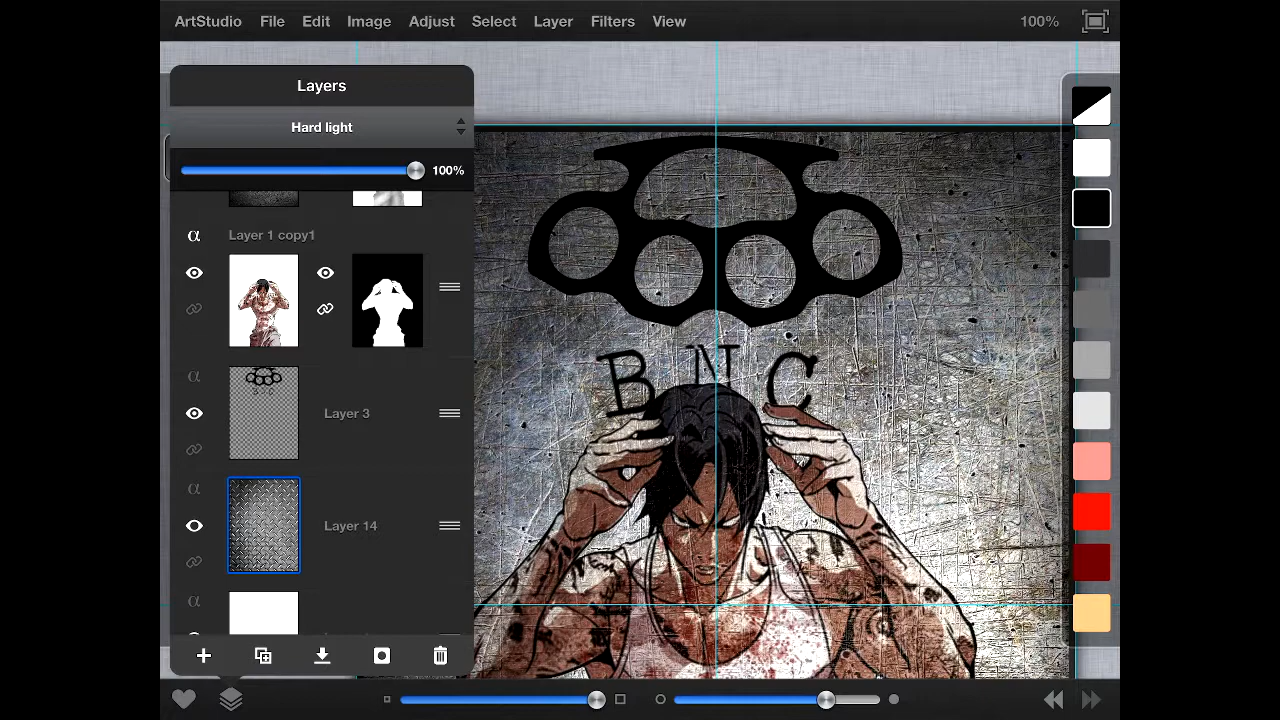 ArtStudio File Edit Image Adjust Select Layer Filters View 100%
Layers
Hard light
100%
α Layer 1 copy1
α
Layer 3
α
Layer 14
α
B N C